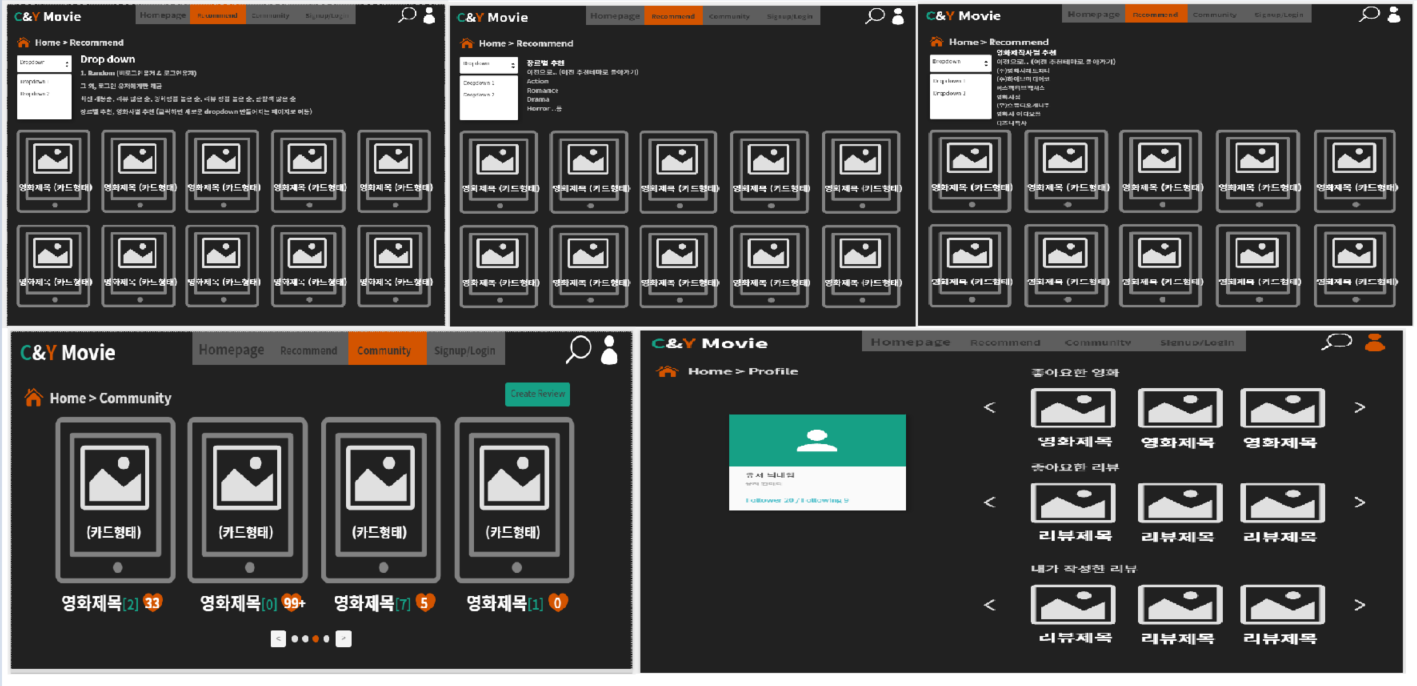 C&Y Movie
Homepage Recommend Community Signup/Login
Home > Recommend
Dropdown
Drop down
Dropdown 1
Dropdown 2
1. Random (비로그인유저 & 로그인유저)
그 외, 로그인 유저에게만 제공
영화제목 (카드형태) 영화제목 (카드형태) 영화제목 (카드형태) 영화제목 (카드형태) 영화제목 (카드형태)
영화제목 (카드형태) 영화제목 (카드형태) 영화제목 (카드형태) 영화제목 (카드형태) 영화제목 (카드형태)
C&Y Movie
Homepage Recommend Community Signup/Login
Home > Recommend
Dropdown
장르별 추천
이전으로.. (이전 추천테마로 돌아가기)
Dropdown 1
Dropdown 2
Action
Romance
Drama
Horror ..등
영화제목 (카드형태) 영화제목 (카드형태) 영화제목 (카드형태) 영화제목 (카드형태) 영화제목 (카드형태)
영화제목 (카드형태) 영화제목 (카드형태) 영화제목 (카드형태) 영화제목 (카드형태) 영화제목 (카드형태)
C&Y Movie
Homepage Recommend Community Signup/Login
Home > Recommend
Dropdown
영화제작사별 추천
이전으로.. (이전 추천테마로 돌아가기)
Dropdown 1
Dropdown 2
영화제목 (카드형태) 영화제목 (카드형태) 영화제목 (카드형태) 영화제목 (카드형태) 영화제목 (카드형태)
영화제목 (카드형태) 영화제목 (카드형태) 영화제목 (카드형태) 영화제목 (카드형태) 영화제목 (카드형태)
C&Y Movie
Homepage Recommend Community Signup/Login
Home > Community
Create Review
(카드형태) (카드형태) (카드형태) (카드형태)
영화제목[2] 33 영화제목[0] 99+ 영화제목[7] 5 영화제목[1] 0
< >
C&Y Movie
Homepage Recommend Community Signup/Login
Home > Profile
Follower 20 / Following
좋아요한 영화
< >
영화제목 영화제목 영화제목
좋아요한 리뷰
< >
리뷰제목 리뷰제목 리뷰제목
내가 작성한 리뷰
< >
리뷰제목 리뷰제목 리뷰제목